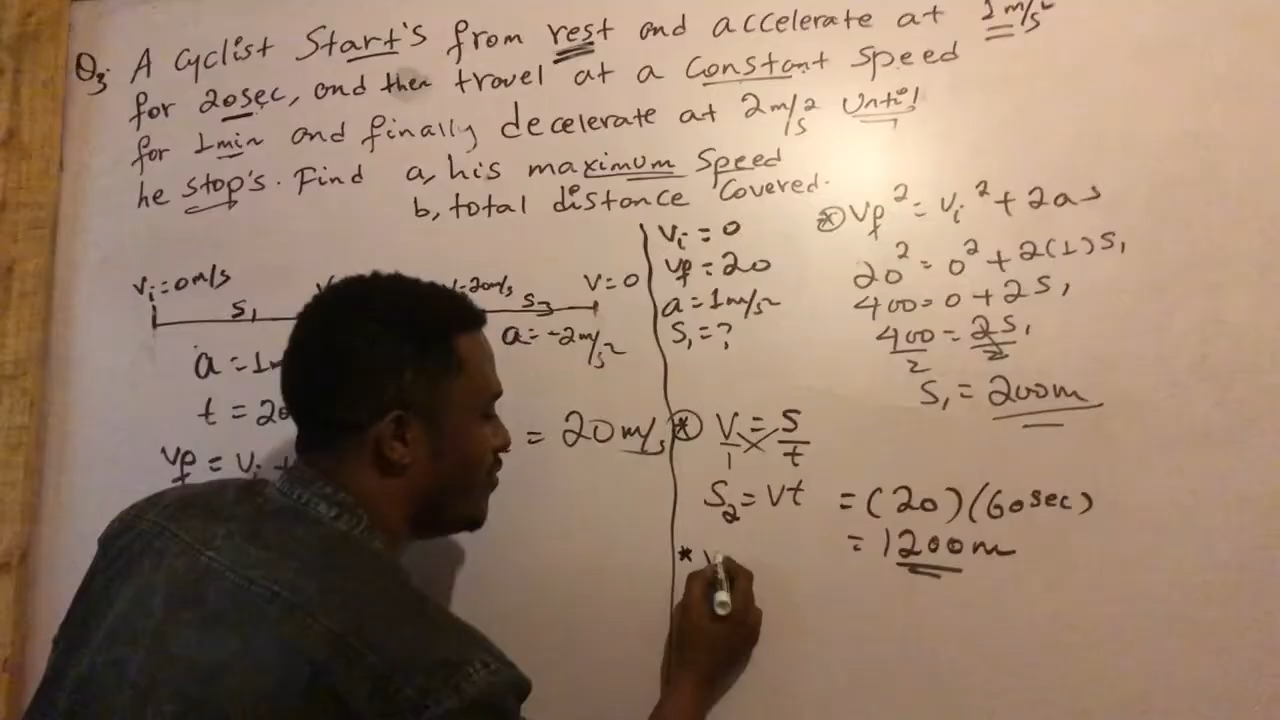 Q3. A cyclist Start's from rest and accelerate at 1m/s²
for 20sec, and then travel at a constant speed
for 1min and finally decelerate at 2m/s² until
he stop's. Find a, his maximum Speed
b, total distance Covered.
Vi=0m/s
S1
=20m/s
S3
V=0
a=-2m/s²
a=1m
t=20
Vf = Vi +
= 20m/s
Vi=0
Vf=20
a=1m/s²
S1=?
* Vf²=Vi²+2as
20²=0²+2(1)S1
400=0+2S1
400/2=2S1/2
S1=200m
* V/1=S/t
S2=Vt =(20)(60sec)
=1200m
* V